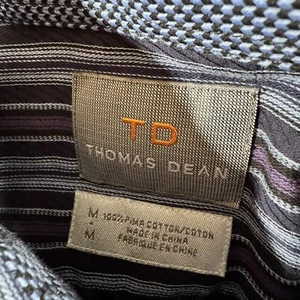 TD
THOMAS DEAN
M 100% PIMA COTTON/COTON
MADE IN CHINA
M FABRIQUÉ EN CHINE